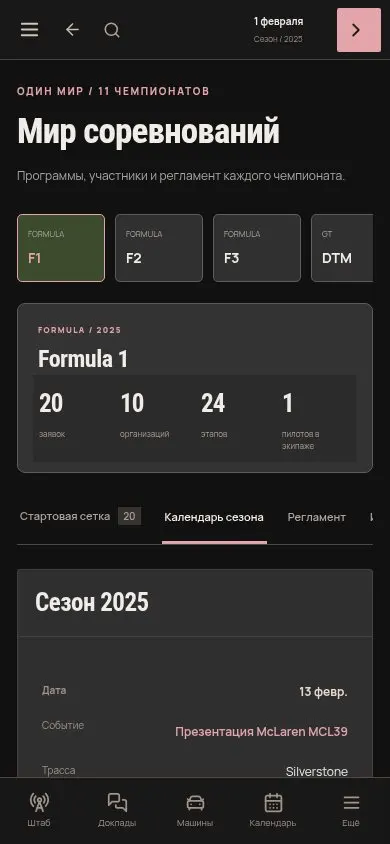 1 февраля
Сезон / 2025
ОДИН МИР / 11 ЧЕМПИОНАТОВ
Мир соревнований
Программы, участники и регламент каждого чемпионата.
FORMULA FORMULA FORMULA GT
F1 F2 F3 DTM
FORMULA / 2025
Formula 1
20 10 24 1
заявок организаций этапов пилотов в экипаже
Стартовая сетка 20 Календарь сезона Регламент
Сезон 2025
Дата 13 февр.
Событие Презентация McLaren MCL39
Трасса Silverstone
Штаб Доклады Машины Календарь Ещё